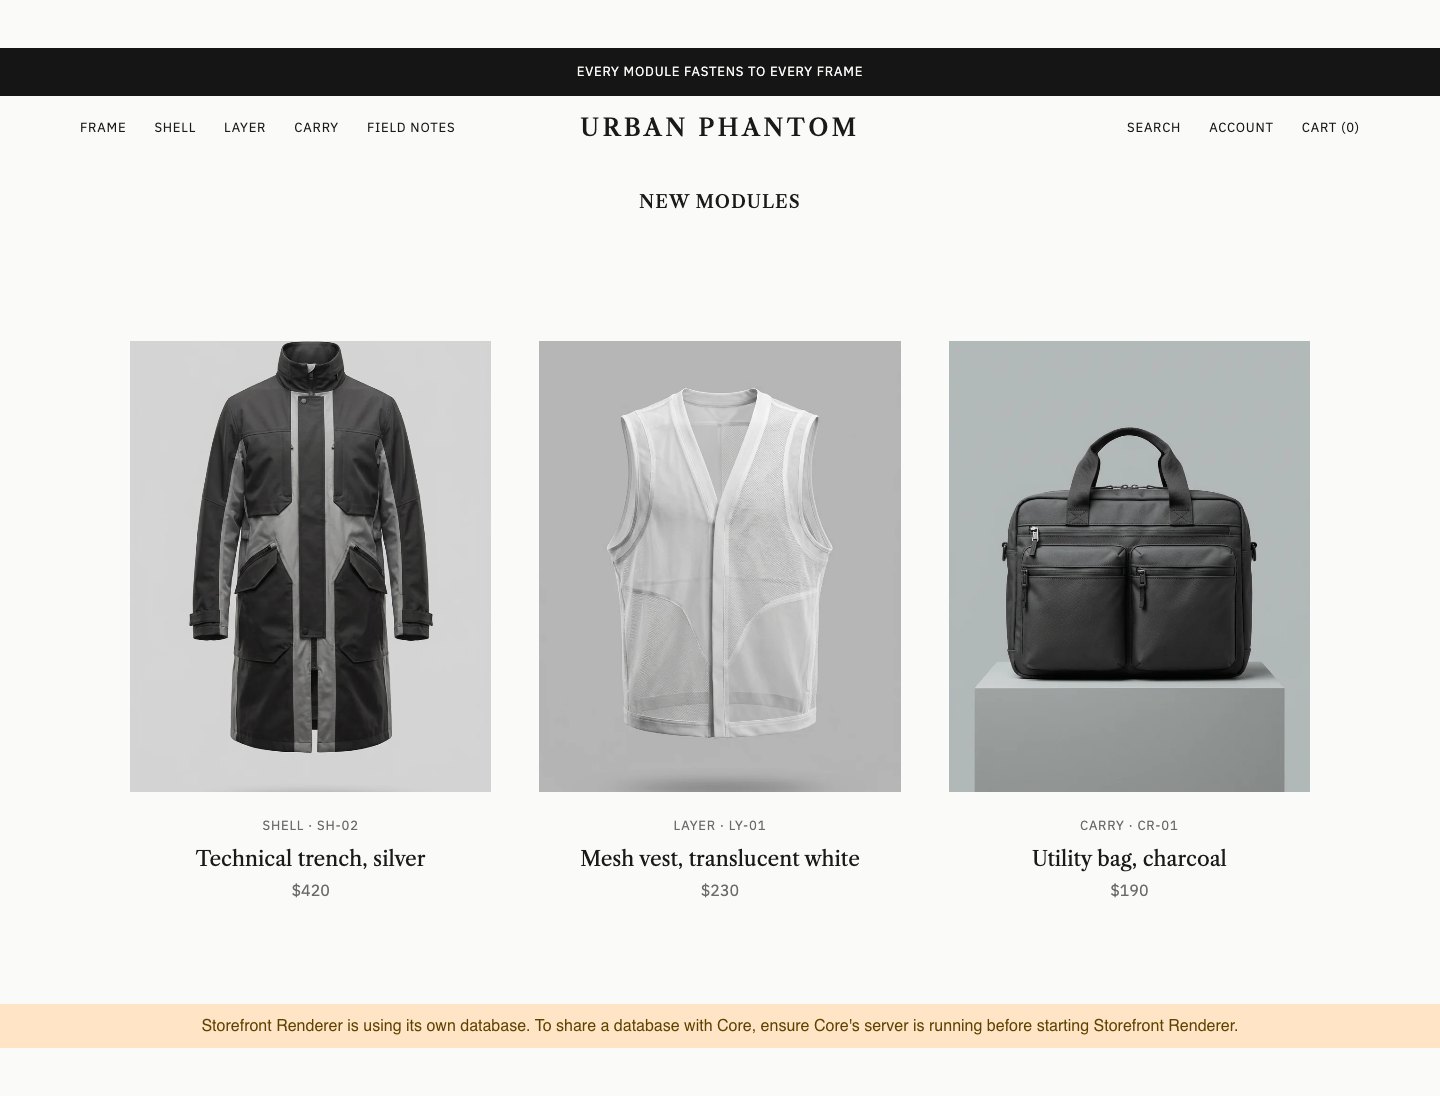 EVERY MODULE FASTENS TO EVERY FRAME
FRAME SHELL LAYER CARRY FIELD NOTES
URBAN PHANTOM
SEARCH ACCOUNT CART (0)
NEW MODULES
SHELL · SH-02
Technical trench, silver
$420
LAYER · LY-01
Mesh vest, translucent white
$230
CARRY · CR-01
Utility bag, charcoal
$190
Storefront Renderer is using its own database. To share a database with Core, ensure Core's server is running before starting Storefront Renderer.